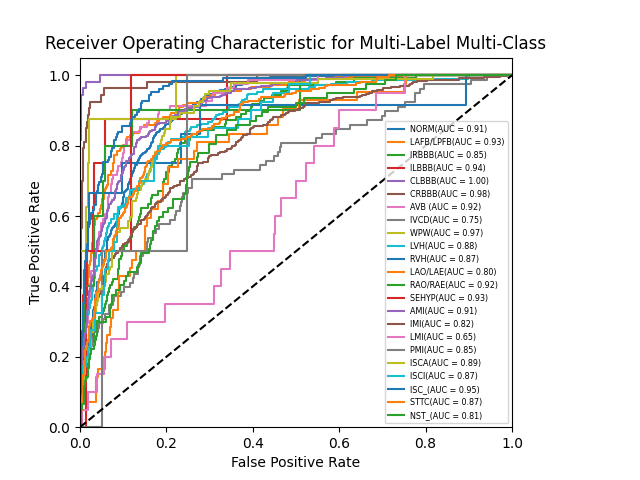 Receiver Operating Characteristic for Multi-Label Multi-Class
True Positive Rate
1.0
0.8
0.6
0.4
0.2
0.0
NORM(AUC = 0.91)
LAFB/LPFB(AUC = 0.93)
IRBBB(AUC = 0.85)
ILBBB(AUC = 0.94)
CLBBB(AUC = 1.00)
CRBBB(AUC = 0.98)
AVB (AUC = 0.92)
IVCD(AUC = 0.75)
WPW(AUC = 0.97)
LVH(AUC = 0.88)
RVH(AUC = 0.87)
LAO/LAE(AUC = 0.80)
RAO/RAE(AUC = 0.92)
SEHYP(AUC = 0.93)
AMI(AUC = 0.91)
IMI(AUC = 0.82)
LMI(AUC = 0.65)
PMI(AUC = 0.85)
ISCA(AUC = 0.89)
ISCI(AUC = 0.87)
ISC_(AUC = 0.95)
STTC(AUC = 0.87)
NST_(AUC = 0.81)
0.0 0.2 0.4 0.6 0.8 1.0
False Positive Rate